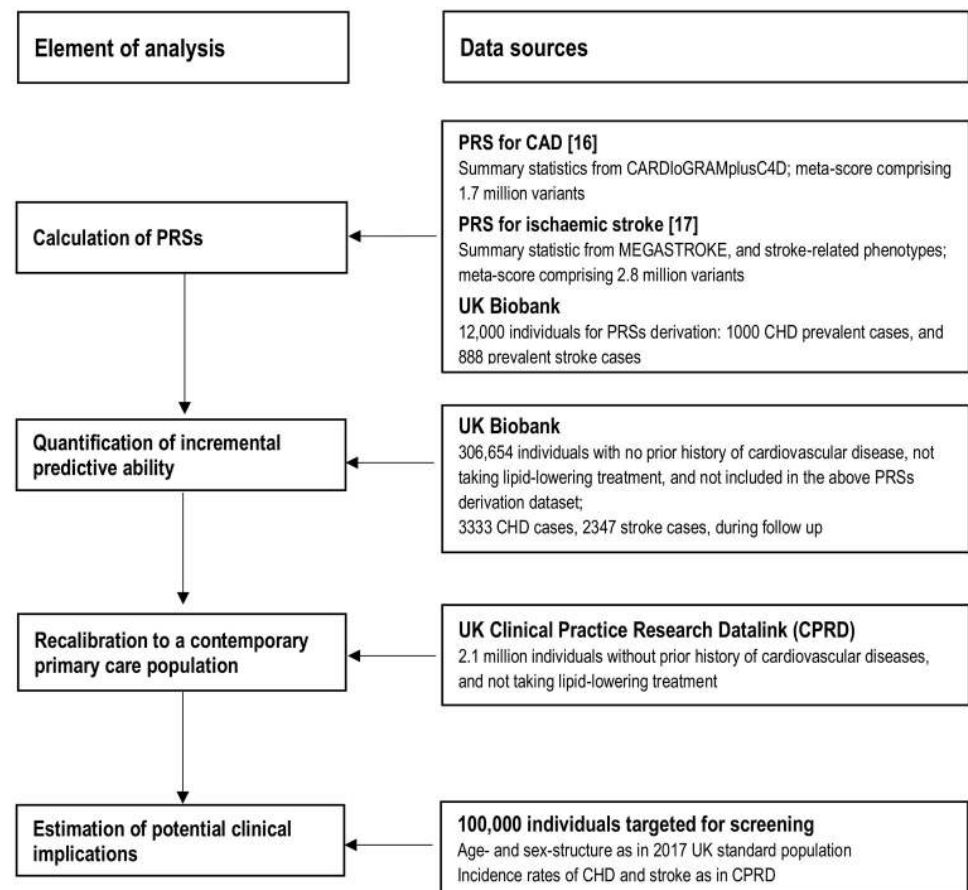 Element of analysis
Data sources
PRS for CAD [16]
Summary statistics from CARDIoGRAMplusC4D; meta-score comprising
1.7 million variants
Calculation of PRSs
PRS for ischaemic stroke [17]
Summary statistic from MEGASTROKE, and stroke-related phenotypes;
meta-score comprising 2.8 million variants
UK Biobank
12,000 individuals for PRSs derivation: 1000 CHD prevalent cases, and
888 prevalent stroke cases
Quantification of incremental
predictive ability
UK Biobank
306,654 individuals with no prior history of cardiovascular disease, not
taking lipid-lowering treatment, and not included in the above PRSs
derivation dataset;
3333 CHD cases, 2347 stroke cases, during follow up
Recalibration to a contemporary
primary care population
UK Clinical Practice Research Datalink (CPRD)
2.1 million individuals without prior history of cardiovascular diseases,
and not taking lipid-lowering treatment
Estimation of potential clinical
implications
100,000 individuals targeted for screening
Age- and sex-structure as in 2017 UK standard population
Incidence rates of CHD and stroke as in CPRD